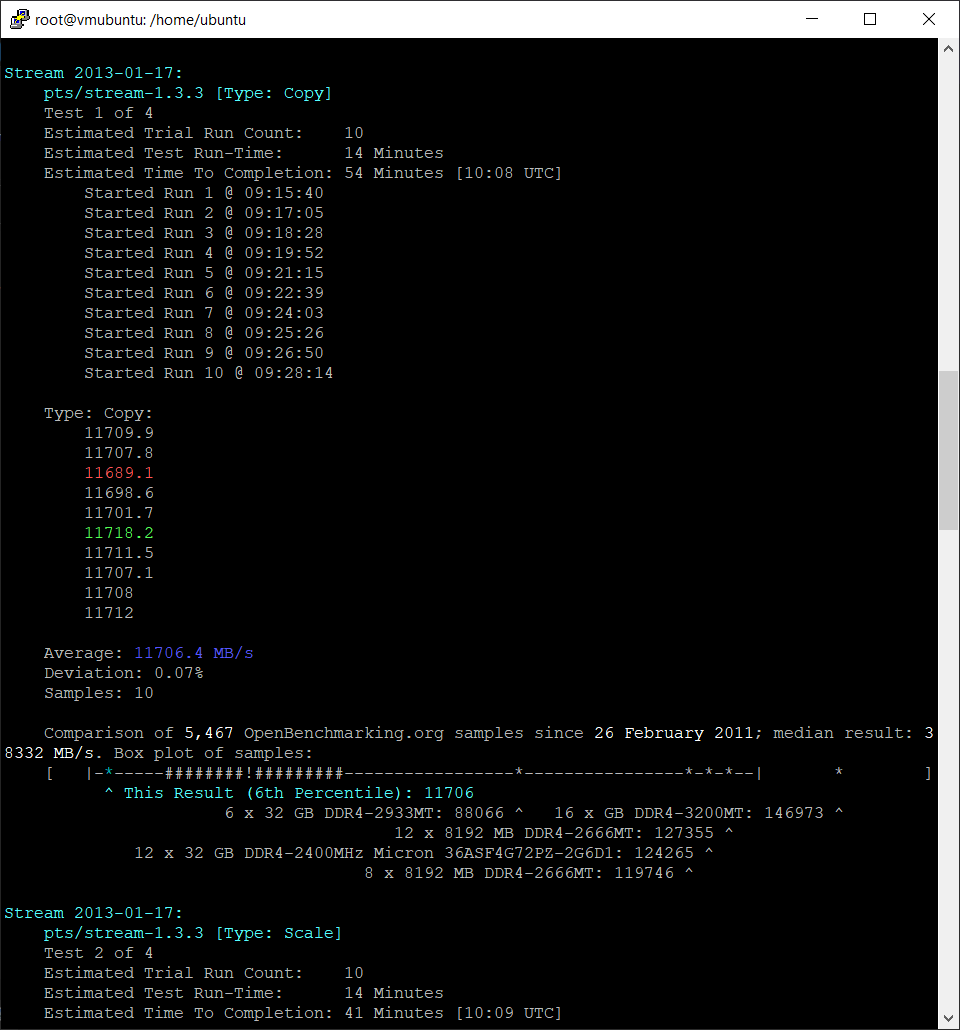 root@vmubuntu: /home/ubuntu
Stream 2013-01-17:
pts/stream-1.3.3 [Type: Copy]
Test 1 of 4
Estimated Trial Run Count:    10
Estimated Test Run-Time:      14 Minutes
Estimated Time To Completion: 54 Minutes [10:08 UTC]
Started Run 1 @ 09:15:40
Started Run 2 @ 09:17:05
Started Run 3 @ 09:18:28
Started Run 4 @ 09:19:52
Started Run 5 @ 09:21:15
Started Run 6 @ 09:22:39
Started Run 7 @ 09:24:03
Started Run 8 @ 09:25:26
Started Run 9 @ 09:26:50
Started Run 10 @ 09:28:14
Type: Copy:
11709.9
11707.8
11689.1
11698.6
11701.7
11718.2
11711.5
11707.1
11708
11712
Average: 11706.4 MB/s
Deviation: 0.07%
Samples: 10
Comparison of 5,467 OpenBenchmarking.org samples since 26 February 2011; median result: 3
8332 MB/s. Box plot of samples:
[   |-*-----########!#########-----------------*----------------*-*-*--|       *        ]
^ This Result (6th Percentile): 11706
6 x 32 GB DDR4-2933MT: 88066 ^   16 x GB DDR4-3200MT: 146973 ^
12 x 8192 MB DDR4-2666MT: 127355 ^
12 x 32 GB DDR4-2400MHz Micron 36ASF4G72PZ-2G6D1: 124265 ^
8 x 8192 MB DDR4-2666MT: 119746 ^
Stream 2013-01-17:
pts/stream-1.3.3 [Type: Scale]
Test 2 of 4
Estimated Trial Run Count:    10
Estimated Test Run-Time:      14 Minutes
Estimated Time To Completion: 41 Minutes [10:09 UTC]